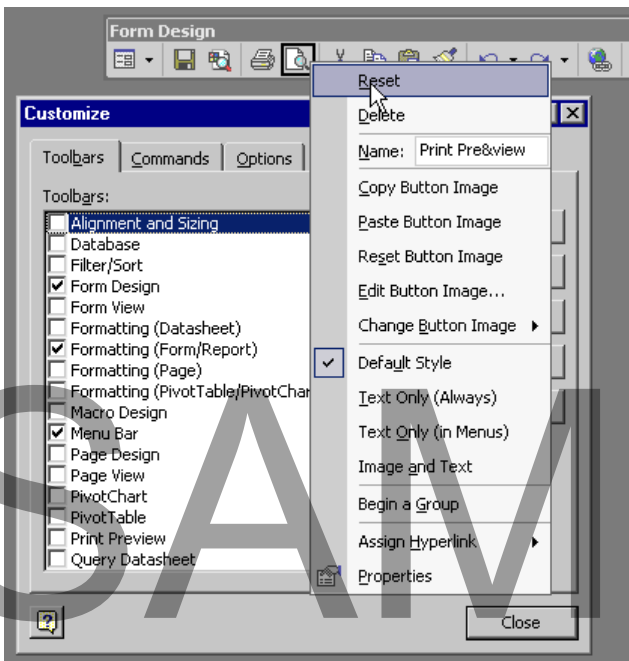 Form Design
Customize
Toolbars Commands Options
Toolbars:
Alignment and Sizing
Database
Filter/Sort
Form Design
Form View
Formatting (Datasheet)
Formatting (Form/Report)
Formatting (Page)
Formatting (PivotTable/PivotChar
Macro Design
Menu Bar
Page Design
Page View
PivotChart
PivotTable
Print Preview
Query Datasheet
Reset
Delete
Name: Print Pre&view
Copy Button Image
Paste Button Image
Reset Button Image
Edit Button Image...
Change Button Image
Default Style
Text Only (Always)
Text Only (in Menus)
Image and Text
Begin a Group
Assign Hyperlink
Properties
Close
SAM